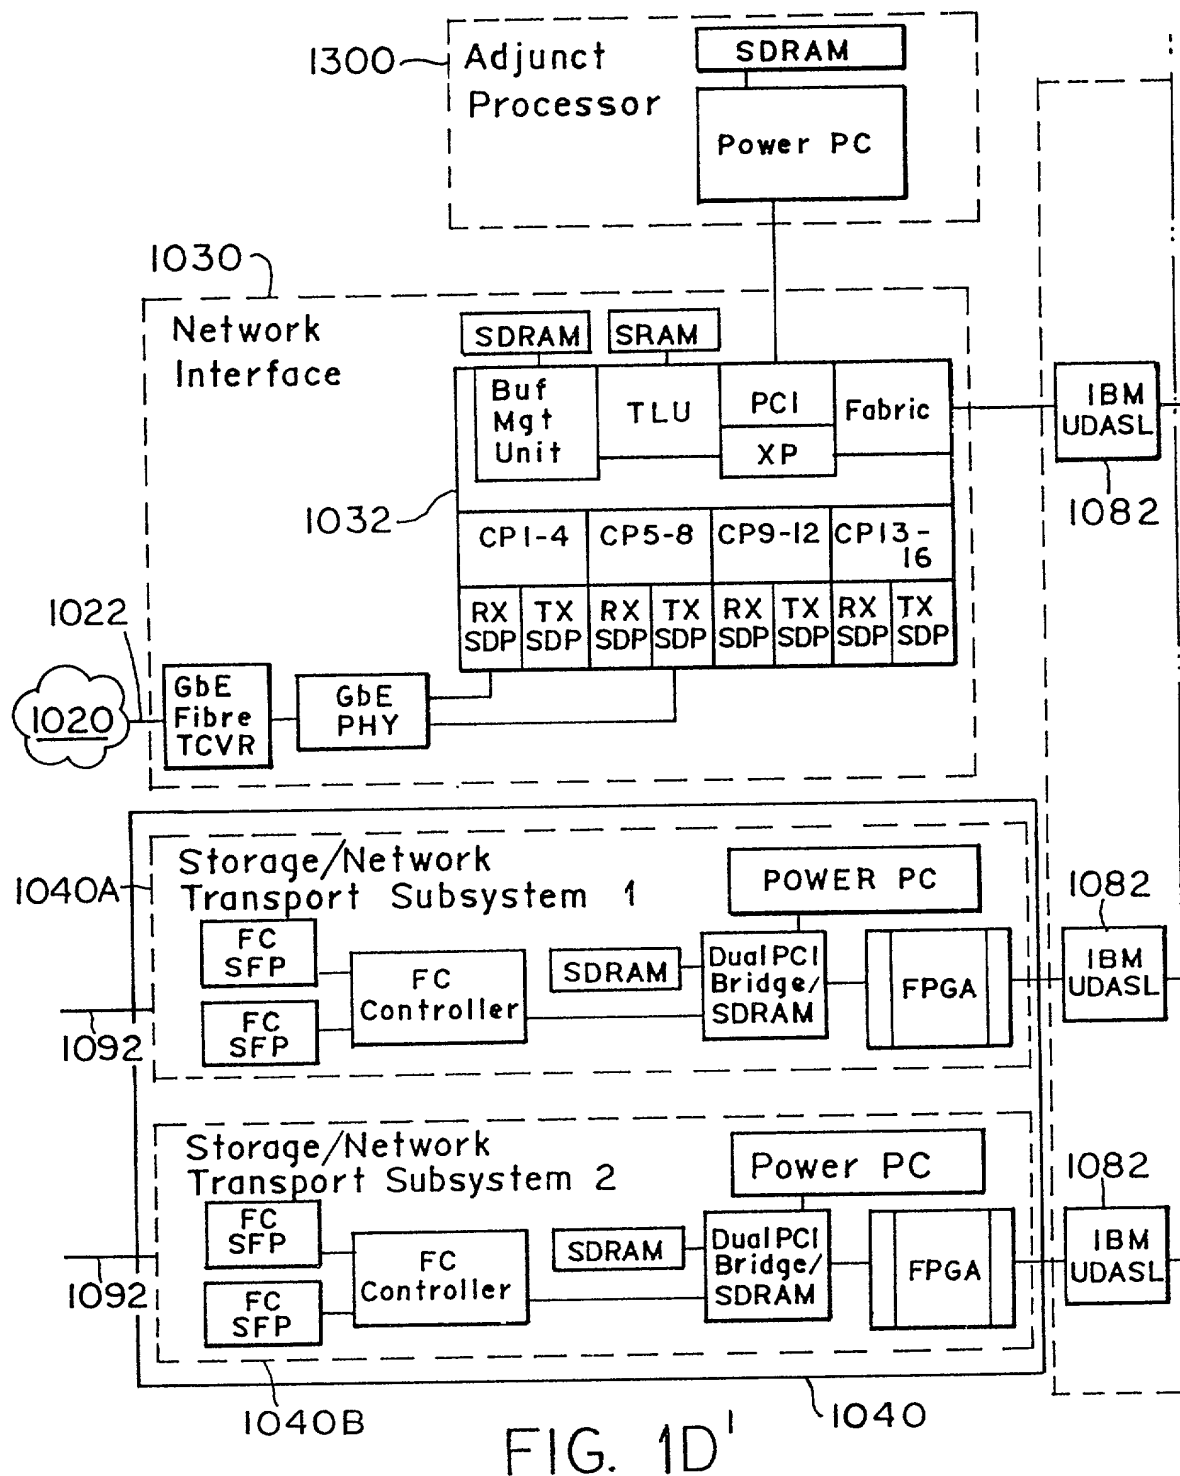 1300
Adjunct
Processor
SDRAM
Power PC
1030
Network
Interface
SDRAM
SRAM
Buf
Mgt
Unit
TLU
PCI
XP
Fabric
IBM
UDASL
1082
1032
CP1-4
CP5-8
CP9-12
CP13-
16
RX
SDP
TX
SDP
RX
SDP
TX
SDP
RX
SDP
TX
SDP
RX
SDP
TX
SDP
1022
1020
GbE
Fibre
TCVR
GbE
PHY
1040A
Storage/Network
Transport Subsystem 1
POWER PC
1082
FC
SFP
FC
SFP
FC
Controller
SDRAM
Dual PCI
Bridge/
SDRAM
FPGA
IBM
UDASL
1092
Storage/Network
Transport Subsystem 2
Power PC
1082
FC
SFP
FC
SFP
FC
Controller
SDRAM
Dual PCI
Bridge/
SDRAM
FPGA
IBM
UDASL
1092
1040B
1040
FIG. 1D'